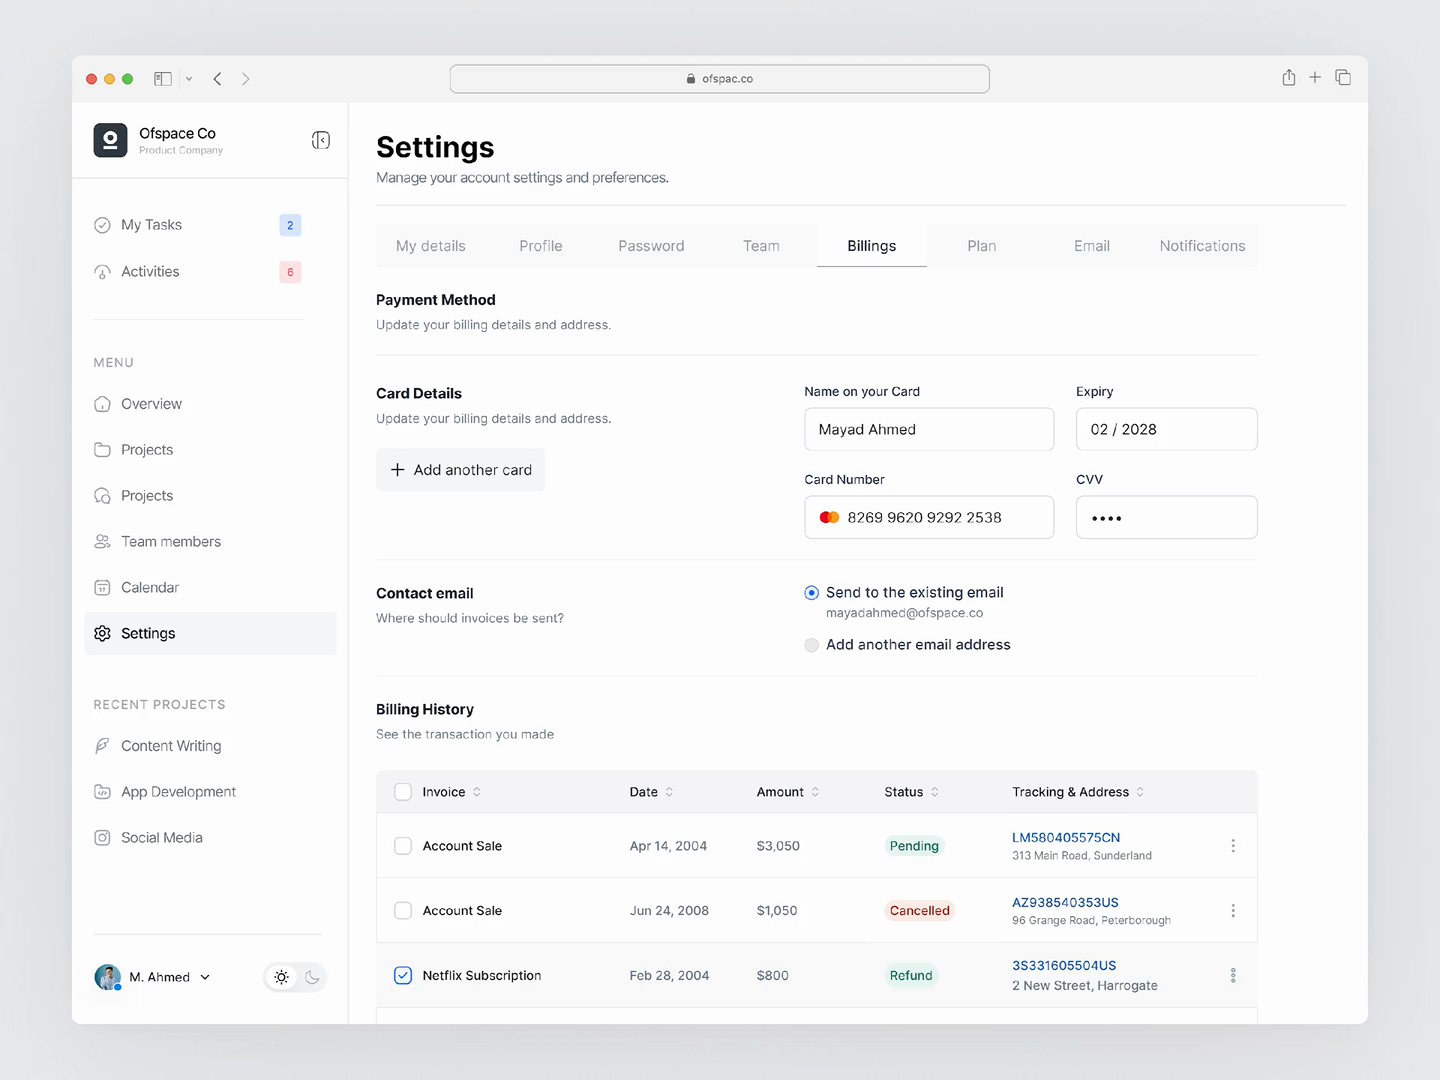 ofspac.co
Ofspace Co
Product Company
My Tasks
2
Activities
6
MENU
Overview
Projects
Projects
Team members
Calendar
Settings
RECENT PROJECTS
Content Writing
App Development
Social Media
M. Ahmed
Settings
Manage your account settings and preferences.
My details Profile Password Team Billings Plan Email Notifications
Payment Method
Update your billing details and address.
Card Details
Update your billing details and address.
Add another card
Name on your Card
Mayad Ahmed
Expiry
02 / 2028
Card Number
8269 9620 9292 2538
CVV
••••
Contact email
Where should invoices be sent?
Send to the existing email
mayadahmed@ofspace.co
Add another email address
Billing History
See the transaction you made
Invoice Date Amount Status Tracking & Address
Account Sale Apr 14, 2004 $3,050 Pending LM580405575CN
313 Main Road, Sunderland
Account Sale Jun 24, 2008 $1,050 Cancelled AZ938540353US
96 Grange Road, Peterborough
Netflix Subscription Feb 28, 2004 $800 Refund 3S331605504US
2 New Street, Harrogate